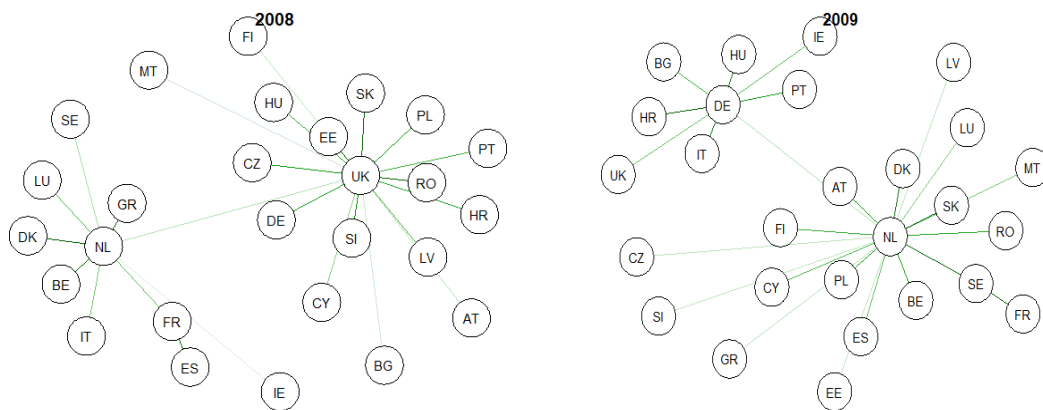 2008
FI
MT
HU
SK
PL
SE
EE
PT
CZ
UK
RO
LU
GR
DE
HR
DK
NL
SI
LV
BE
CY
AT
IT
FR
ES
BG
IE
2009
IE
BG
HU
LV
PT
DE
HR
LU
IT
UK
DK
MT
AT
SK
FI
NL
RO
CZ
CY
PL
SE
BE
SI
FR
ES
GR
EE